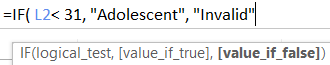 =IF( L2< 31, "Adolescent", "Invalid"
IF(logical_test, [value_if_true], [value_if_false])